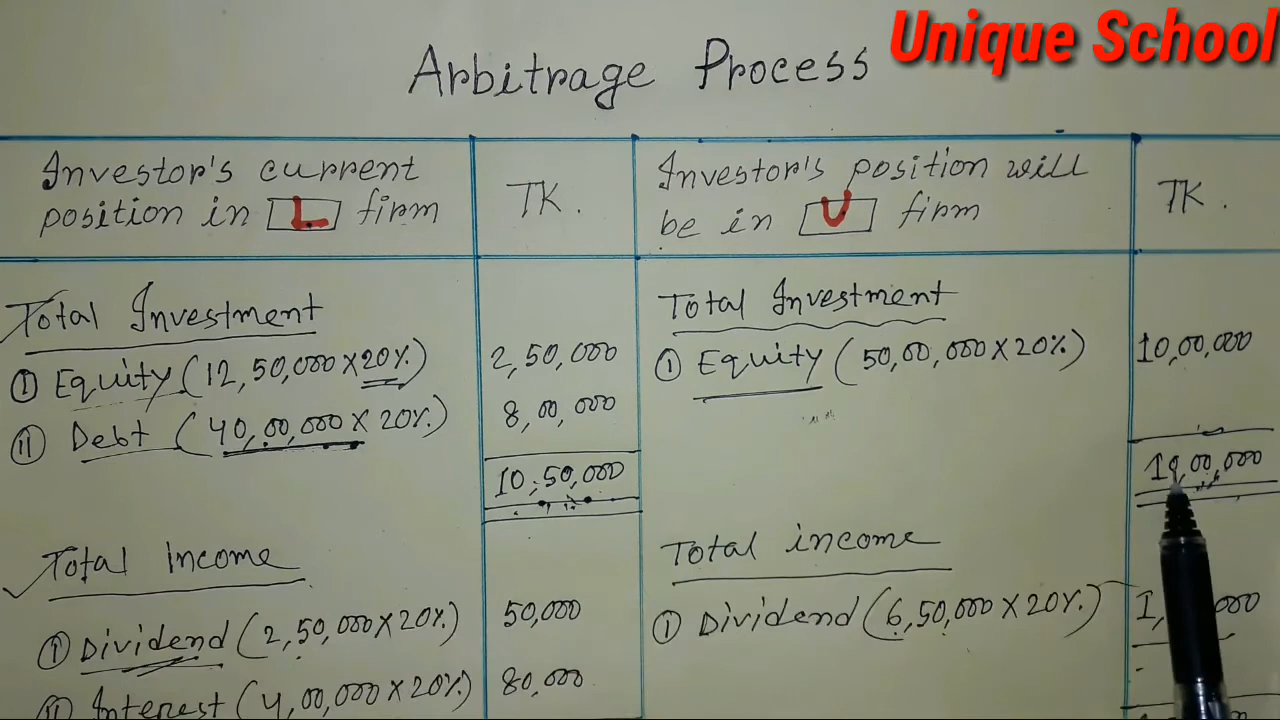 Unique School
Arbitrage Process
Investor's current
position in L firm
TK.
Investor's position will
be in U firm
TK.
Total Investment
I Equity (12,50,000 X 20%)
2,50,000
II Debt (40,00,000 X 20%)
8,00,000
10,50,000
Total Income
I Dividend (2,50,000 X 20%)
50,000
II Interest (4,00,000 X 20%)
80,000
Total Investment
I Equity (50,00,000 X 20%)
10,00,000
10,00,000
Total income
I Dividend (6,50,000 X 20%)